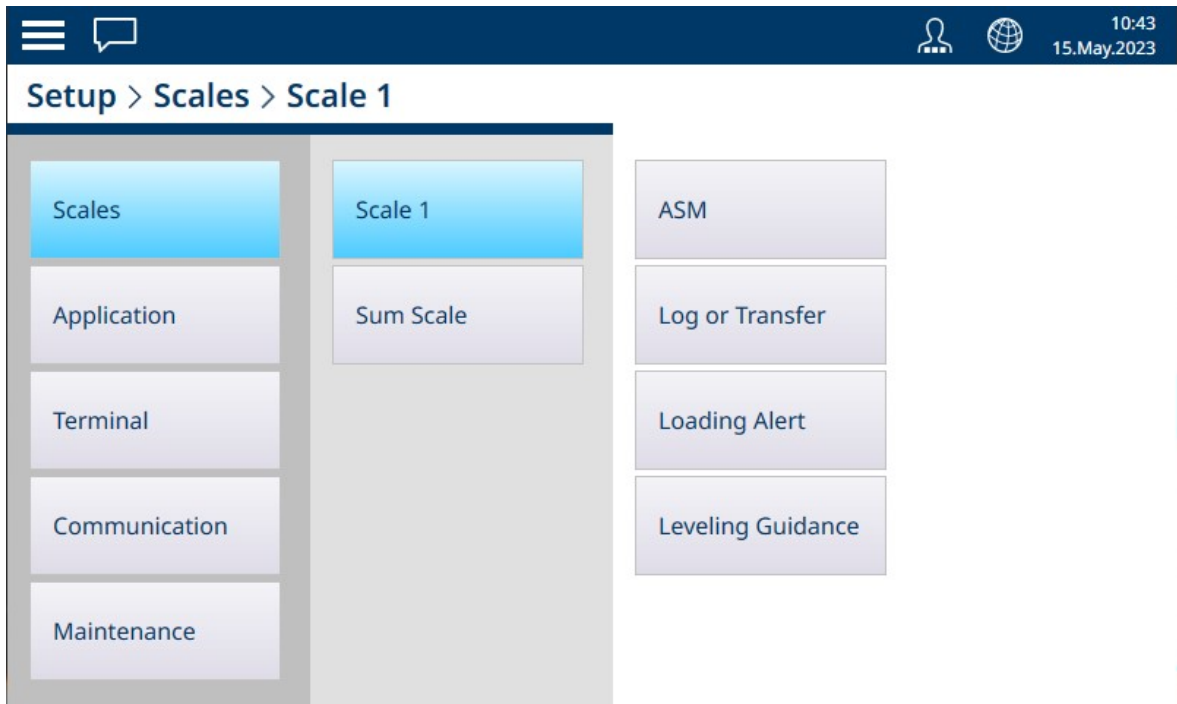 10:43
15.May.2023
Setup > Scales > Scale 1
Scales
Application
Terminal
Communication
Maintenance
Scale 1
Sum Scale
ASM
Log or Transfer
Loading Alert
Leveling Guidance